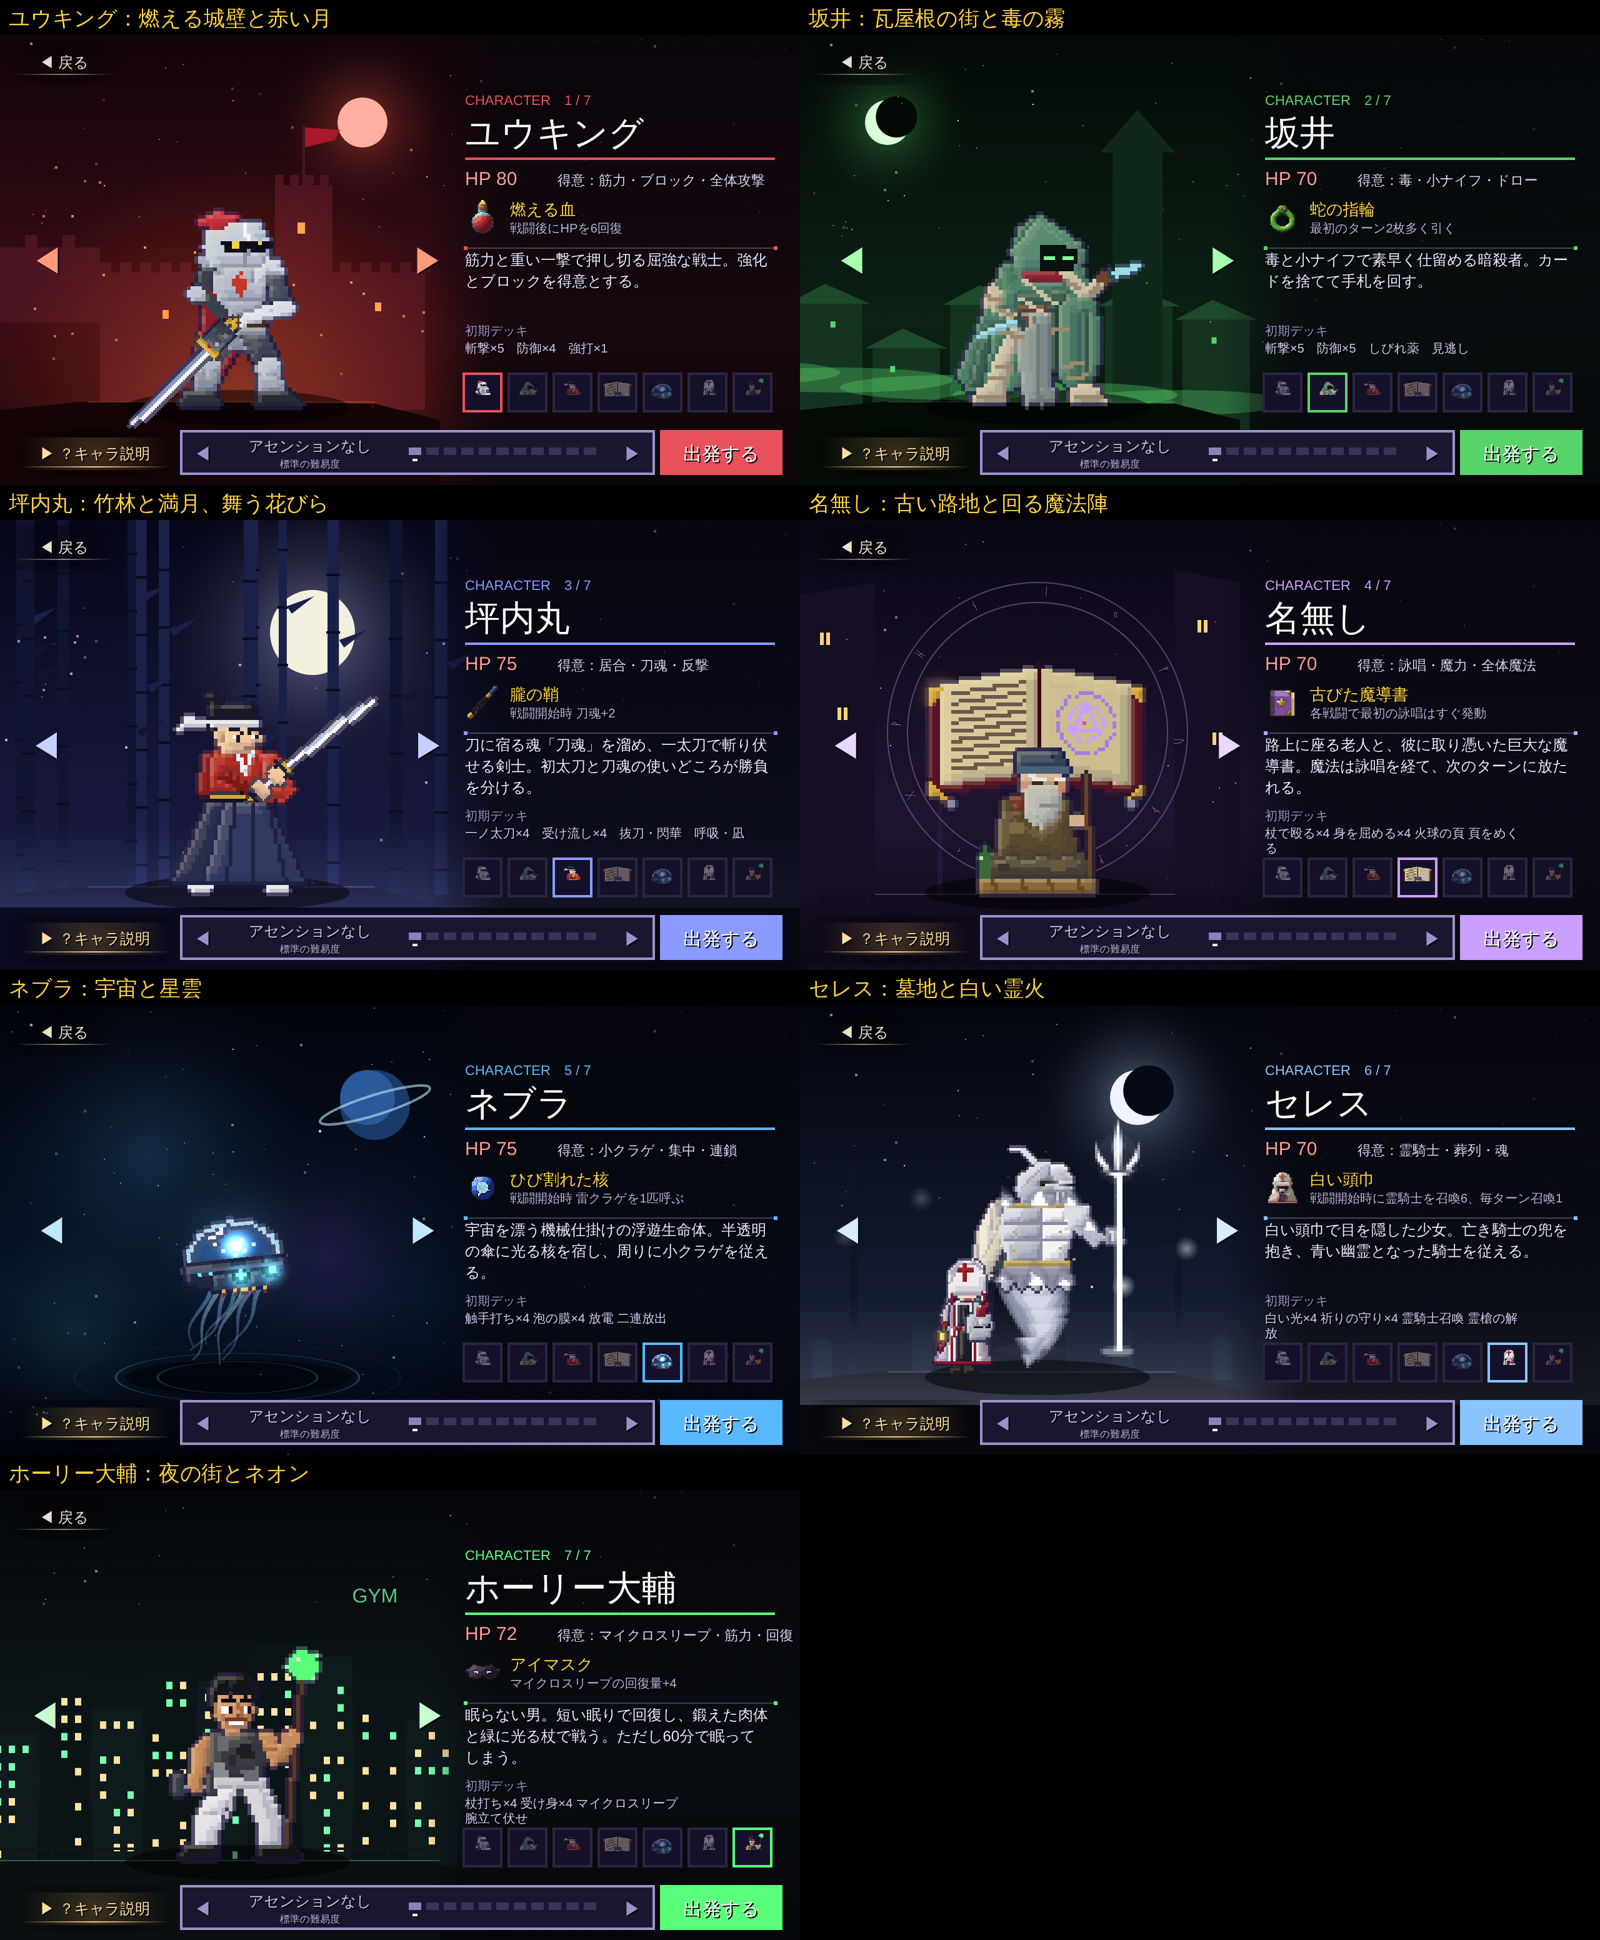 ユウキング：燃える城壁と赤い月
◀ 戻る
CHARACTER 1 / 7
ユウキング
HP 80 得意：筋力・ブロック・全体攻撃
燃える血
戦闘後にHPを6回復
筋力と重い一撃で押し切る屈強な戦士。強化
とブロックを得意とする。
初期デッキ
斬撃×5 防御×4 強打×1
▶ ？キャラ説明
◀ アセンションなし ▶
標準の難易度
出発する
坂井：瓦屋根の街と毒の霧
◀ 戻る
CHARACTER 2 / 7
坂井
HP 70 得意：毒・小ナイフ・ドロー
蛇の指輪
最初のターン2枚多く引く
毒と小ナイフで素早く仕留める暗殺者。カー
ドを捨てて手札を回す。
初期デッキ
斬撃×5 防御×5 しびれ薬 見逃し
▶ ？キャラ説明
◀ アセンションなし ▶
標準の難易度
出発する
坪内丸：竹林と満月、舞う花びら
◀ 戻る
CHARACTER 3 / 7
坪内丸
HP 75 得意：居合・刀魂・反撃
朧の鞘
戦闘開始時 刀魂+2
刀に宿る魂「刀魂」を溜め、一太刀で斬り伏
せる剣士。初太刀と刀魂の使いどころが勝負
を分ける。
初期デッキ
一ノ太刀×4 受け流し×4 抜刀・閃華 呼吸・凪
▶ ？キャラ説明
◀ アセンションなし ▶
標準の難易度
出発する
名無し：古い路地と回る魔法陣
◀ 戻る
CHARACTER 4 / 7
名無し
HP 70 得意：詠唱・魔力・全体魔法
古びた魔導書
各戦闘で最初の詠唱はすぐ発動
路上に座る老人と、彼に取り憑いた巨大な魔
導書。魔法は詠唱を経て、次のターンに放た
れる。
初期デッキ
杖で殴る×4 身を屈める×4 火球の頁 頁をめく
る
▶ ？キャラ説明
◀ アセンションなし ▶
標準の難易度
出発する
ネブラ：宇宙と星雲
◀ 戻る
CHARACTER 5 / 7
ネブラ
HP 75 得意：小クラゲ・集中・連鎖
ひび割れた核
戦闘開始時 雷クラゲを1匹呼ぶ
宇宙を漂う機械仕掛けの浮遊生命体。半透明
の傘に光る核を宿し、周りに小クラゲを従え
る。
初期デッキ
触手打ち×4 泡の膜×4 放電 二連放出
▶ ？キャラ説明
◀ アセンションなし ▶
標準の難易度
出発する
セレス：墓地と白い霊火
◀ 戻る
CHARACTER 6 / 7
セレス
HP 70 得意：霊騎士・葬列・魂
白い頭巾
戦闘開始時に霊騎士を召喚6、毎ターン召喚1
白い頭巾で目を隠した少女。亡き騎士の兜を
抱き、青い幽霊となった騎士を従える。
初期デッキ
白い光×4 祈りの守り×4 霊騎士召喚 霊槍の解
放
▶ ？キャラ説明
◀ アセンションなし ▶
標準の難易度
出発する
ホーリー大輔：夜の街とネオン
◀ 戻る
GYM
CHARACTER 7 / 7
ホーリー大輔
HP 72 得意：マイクロスリープ・筋力・回復
アイマスク
マイクロスリープの回復量+4
眠らない男。短い眠りで回復し、鍛えた肉体
と緑に光る杖で戦う。ただし60分で眠って
しまう。
初期デッキ
杖打ち×4 受け身×4 マイクロスリープ
腕立て伏せ
▶ ？キャラ説明
◀ アセンションなし ▶
標準の難易度
出発する